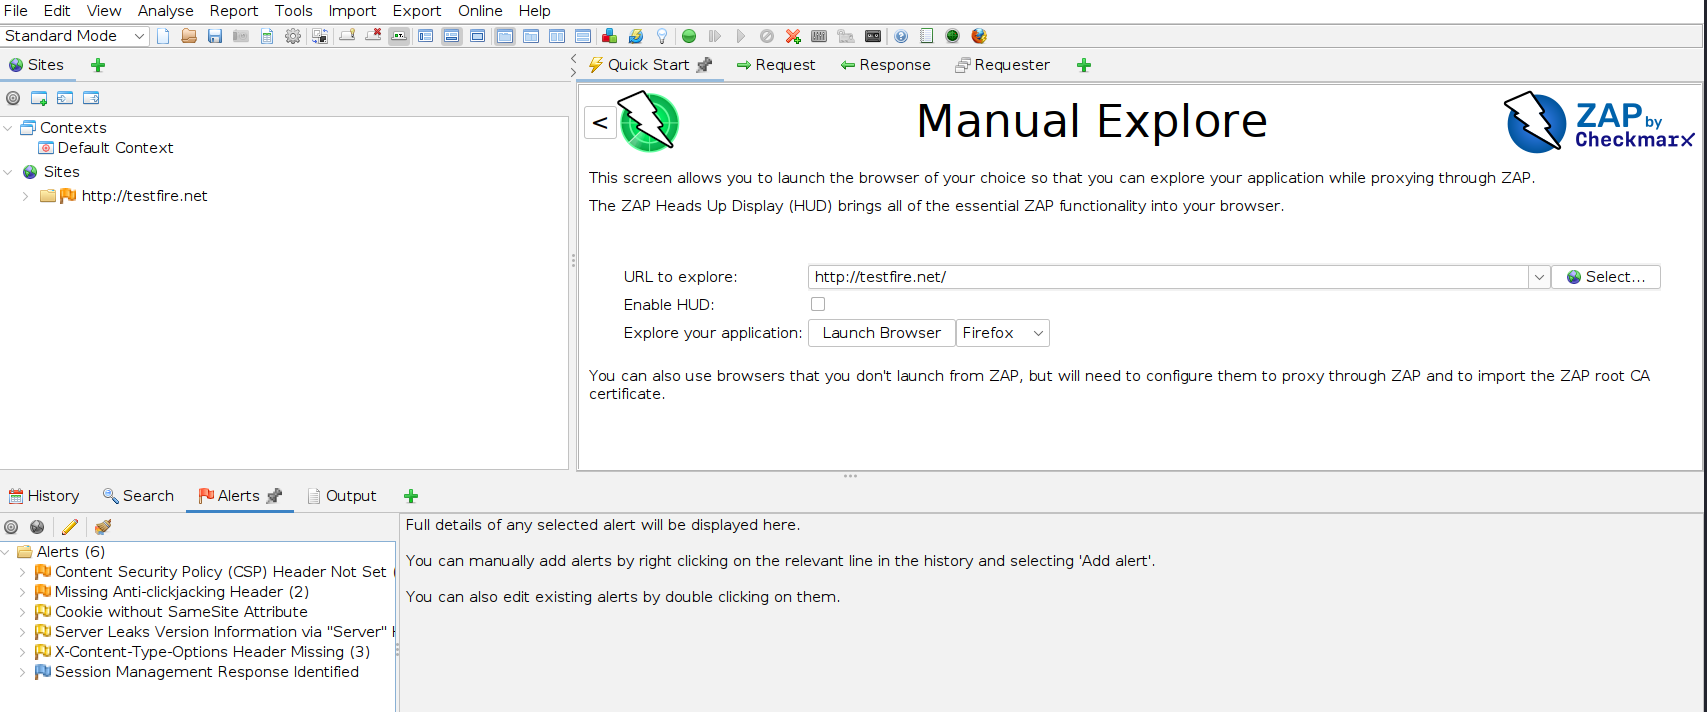 File Edit View Analyse Report Tools Import Export Online Help
Standard Mode
Sites
Quick Start Request Response Requester
< Manual Explore ZAP by Checkmarx
Contexts
Default Context
Sites
http://testfire.net
This screen allows you to launch the browser of your choice so that you can explore your application while proxying through ZAP.
The ZAP Heads Up Display (HUD) brings all of the essential ZAP functionality into your browser.
URL to explore: http://testfire.net/ Select...
Enable HUD:
Explore your application: Launch Browser Firefox
You can also use browsers that you don't launch from ZAP, but will need to configure them to proxy through ZAP and to import the ZAP root CA
certificate.
History Search Alerts Output
Alerts (6)
Content Security Policy (CSP) Header Not Set (
Missing Anti-clickjacking Header (2)
Cookie without SameSite Attribute
Server Leaks Version Information via "Server"
X-Content-Type-Options Header Missing (3)
Session Management Response Identified
Full details of any selected alert will be displayed here.
You can manually add alerts by right clicking on the relevant line in the history and selecting 'Add alert'.
You can also edit existing alerts by double clicking on them.